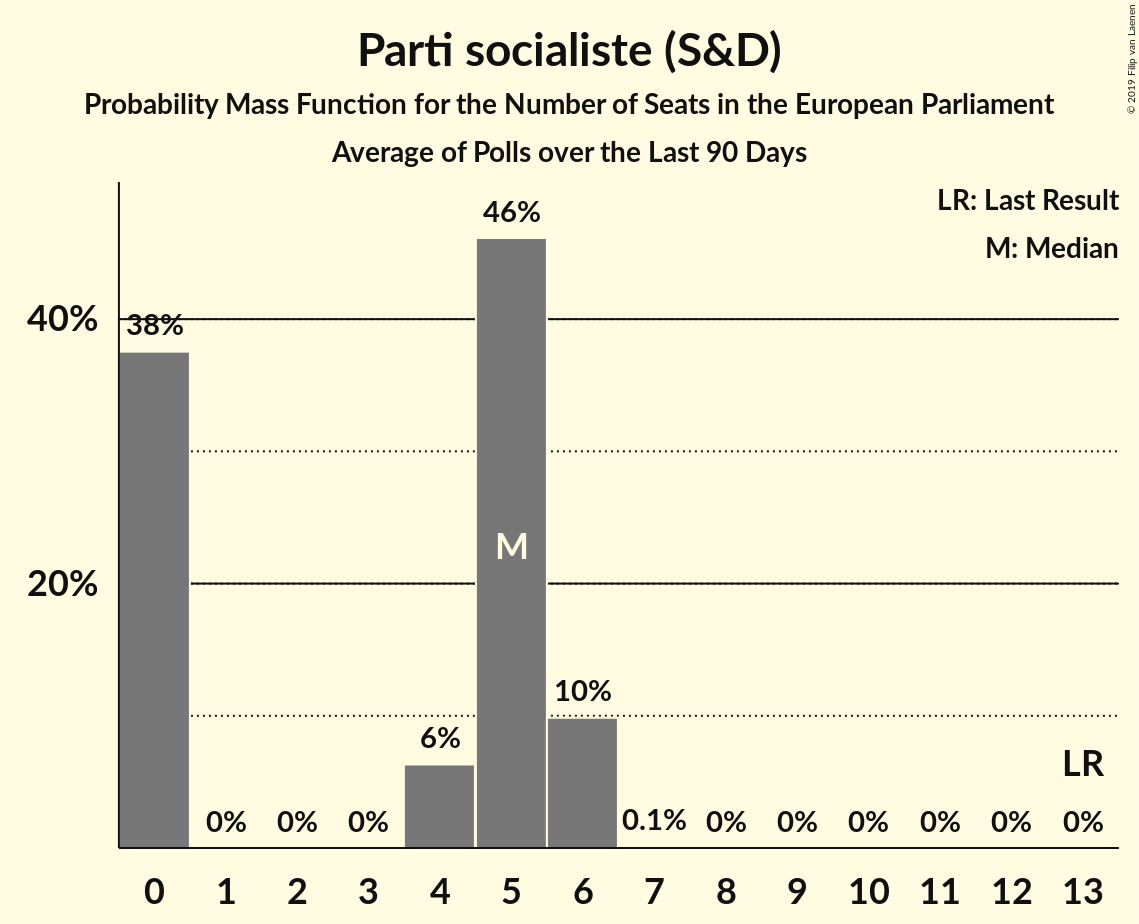 Parti socialiste (S&D)
Probability Mass Function for the Number of Seats in the European Parliament
Average of Polls over the Last 90 Days
© 2019 Filip van Laenen
LR: Last Result
M: Median
46%
40%
38%
M
20%
10%
6%
LR
0% 0% 0% 0.1% 0% 0% 0% 0% 0% 0%
0 1 2 3 4 5 6 7 8 9 10 11 12 13